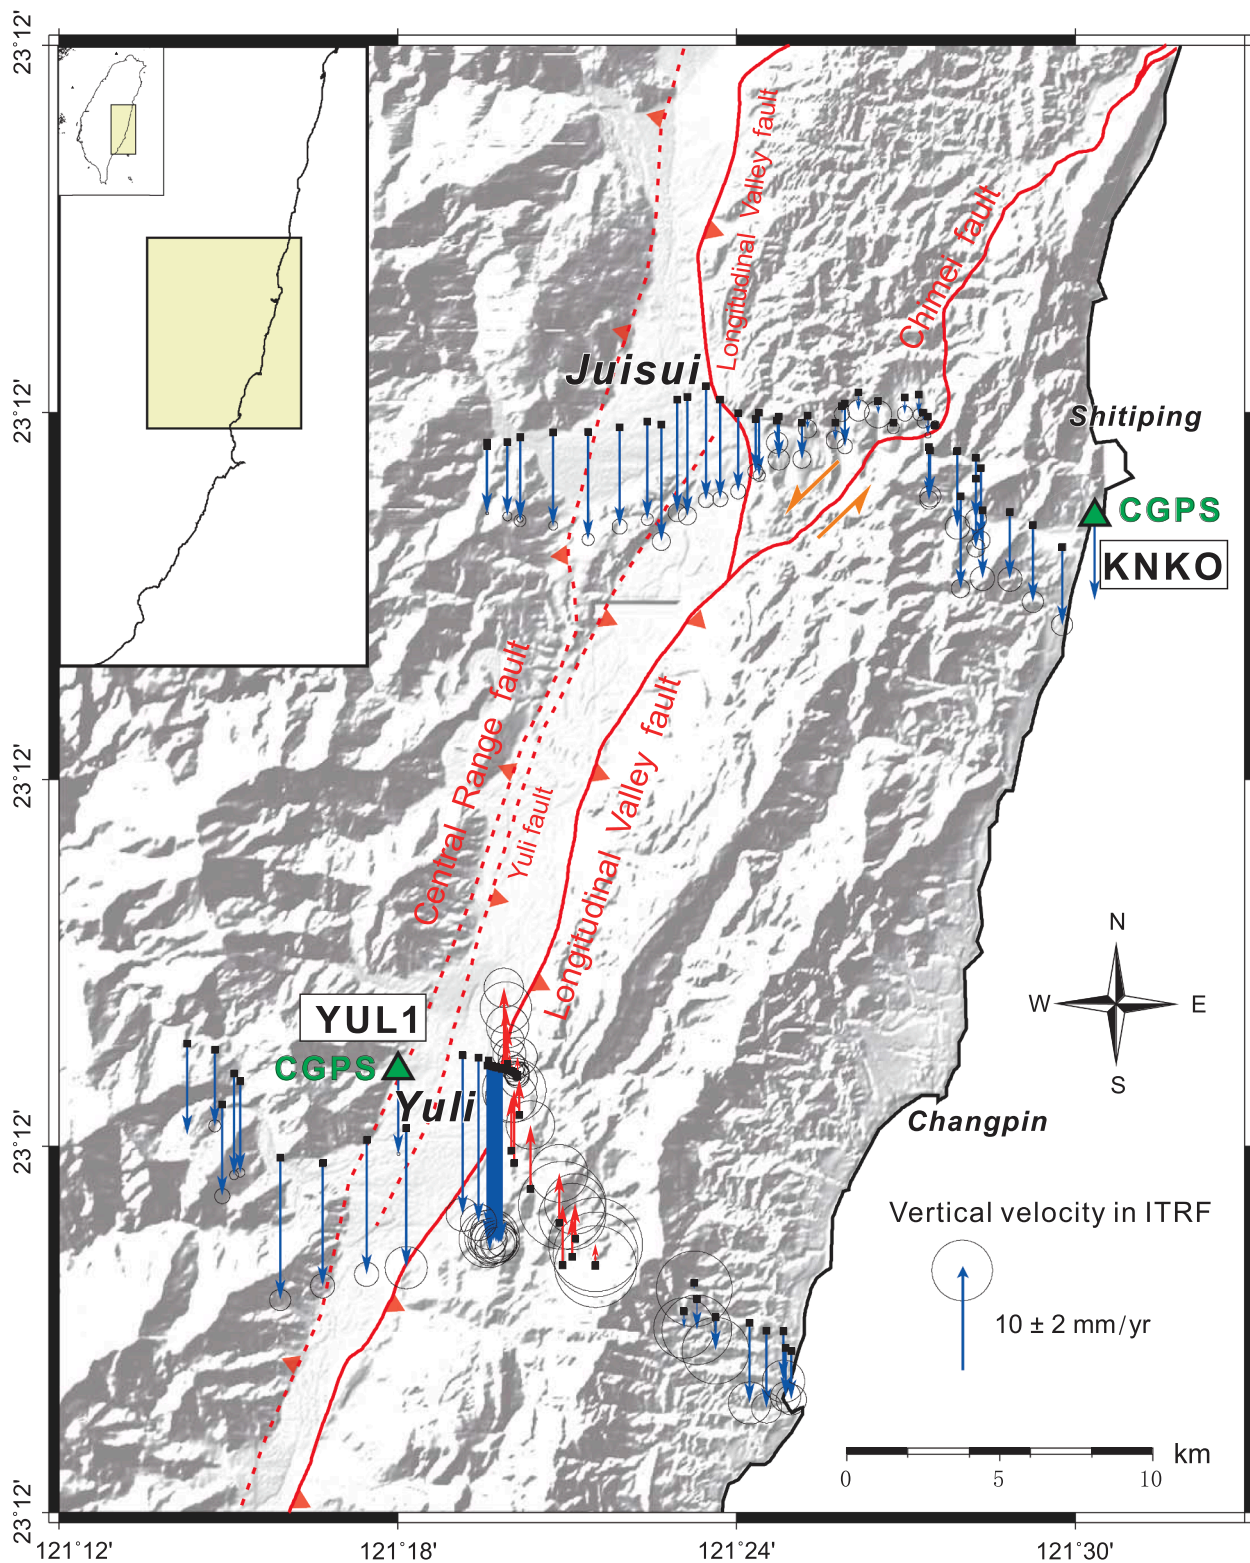 23°12'
Longitudinal Valley fault
Chimei fault
Juisui
23°12'
Shitiping
CGPS
KNKO
Central Range fault
Longitudinal Valley fault
23°12'
Yuli fault
N
W E
S
YUL1
CGPS
Yuli
Changpin
23°12'
Vertical velocity in ITRF
10 ± 2 mm/yr
km
0 5 10
23°12'
121°12' 121°18' 121°24' 121°30'